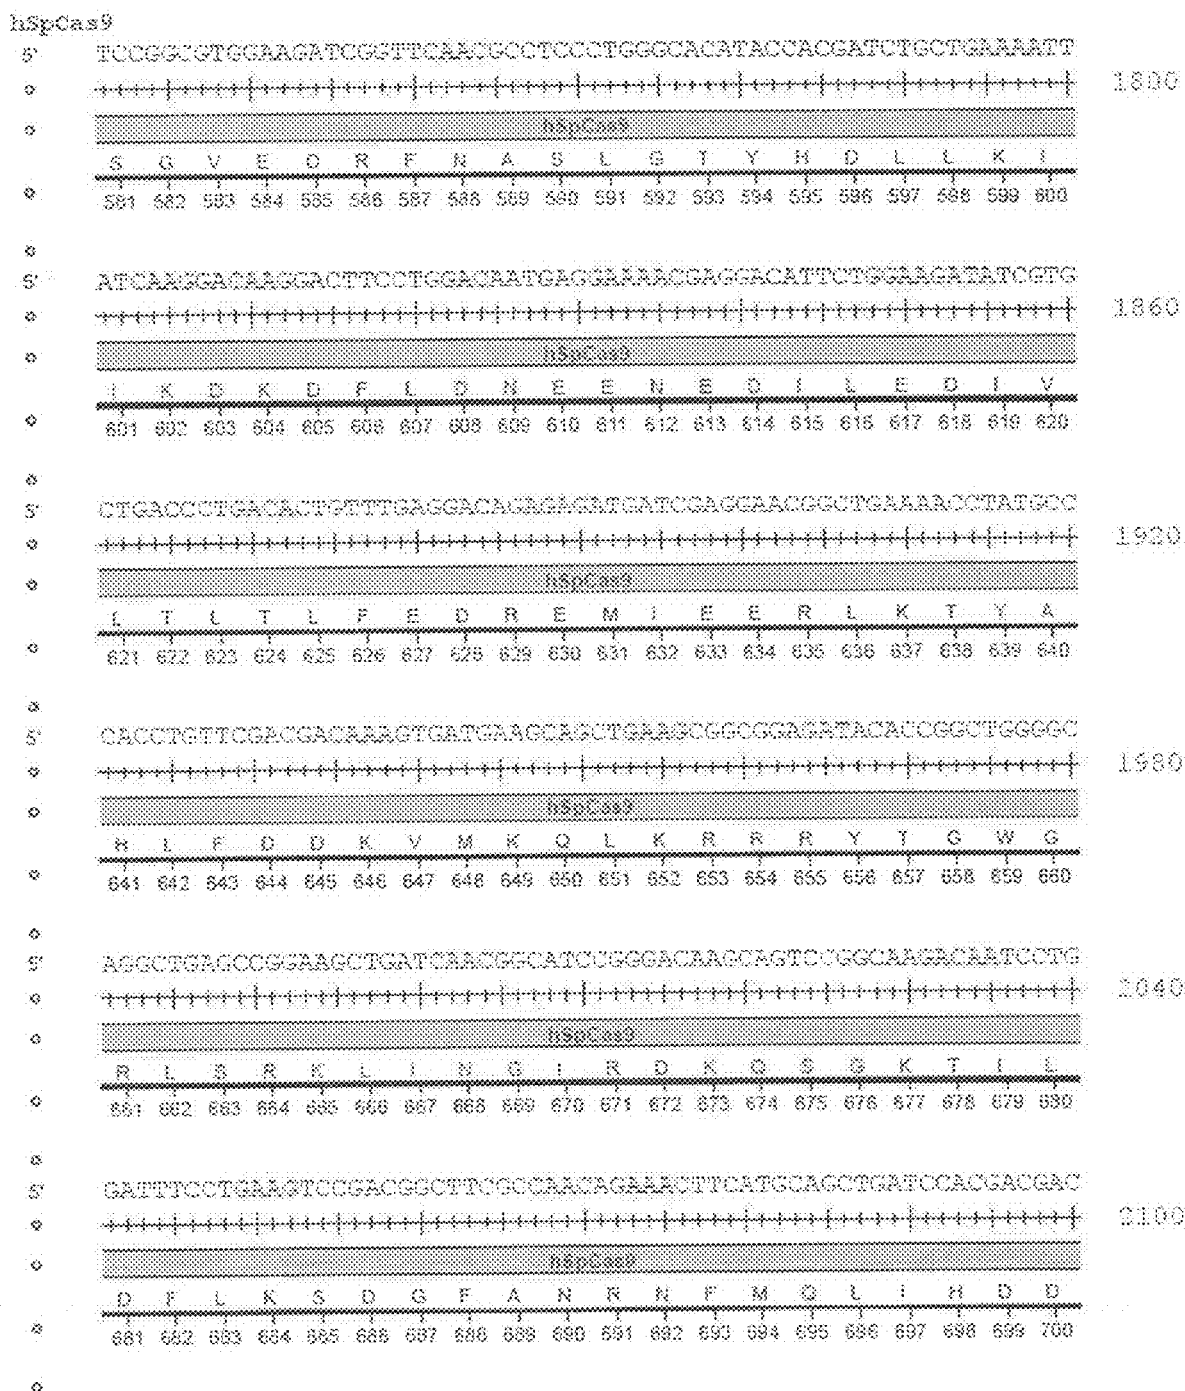 hSpCas9
5' TCCGGCGTGGAAGATCGGTTCAACGCCTCCCTGGGCACATACCACGATCTGCTGAAAATT
1800
hSpCas9
S G V E D R F N A S L G T Y H D L L K I
581 582 583 584 585 586 587 588 589 590 591 592 593 594 595 596 597 598 599 600
5' ATCAAGGACAAGGACTTCCTGGACAATGAGGAAAACGAGGACATTCTGGAAGATATCGTG
1860
hSpCas9
I K D K D F L D N E E N E D I L E D I V
601 602 603 604 605 606 607 608 609 610 611 612 613 614 615 616 617 618 619 620
5' CTGACCCTGACACTGTTTGAGGACAGAGAGATGATCGAGGAACGGCTGAAAACCTATGCC
1920
hSpCas9
L T L T L F E D R E M I E E R L K T Y A
621 622 623 624 625 626 627 628 629 630 631 632 633 634 635 636 637 638 639 640
5' CACCTGTTCGACGACAAAGTGATGAAGCAGCTGAAGCGGCGGAGATACACCGGCTGGGGC
1980
hSpCas9
H L F D D K V M K Q L K R R R Y T G W G
641 642 643 644 645 646 647 648 649 650 651 652 653 654 655 656 657 658 659 660
5' AGGCTGAGCCGGAAGCTGATCAACGGCATCCGGGACAAGCAGTCCGGCAAGACAATCCTG
2040
hSpCas9
R L S R K L I N G I R D K Q S G K T I L
661 662 663 664 665 666 667 668 669 670 671 672 673 674 675 676 677 678 679 680
5' GATTTCCTGAAGTCCGACGGCTTCGCCAACAGAAACTTCATGCAGCTGATCCACGACGAC
2100
hSpCas9
D F L K S D G F A N R N F M Q L I H D D
681 682 683 684 685 686 687 688 689 690 691 692 693 694 695 696 697 698 699 700